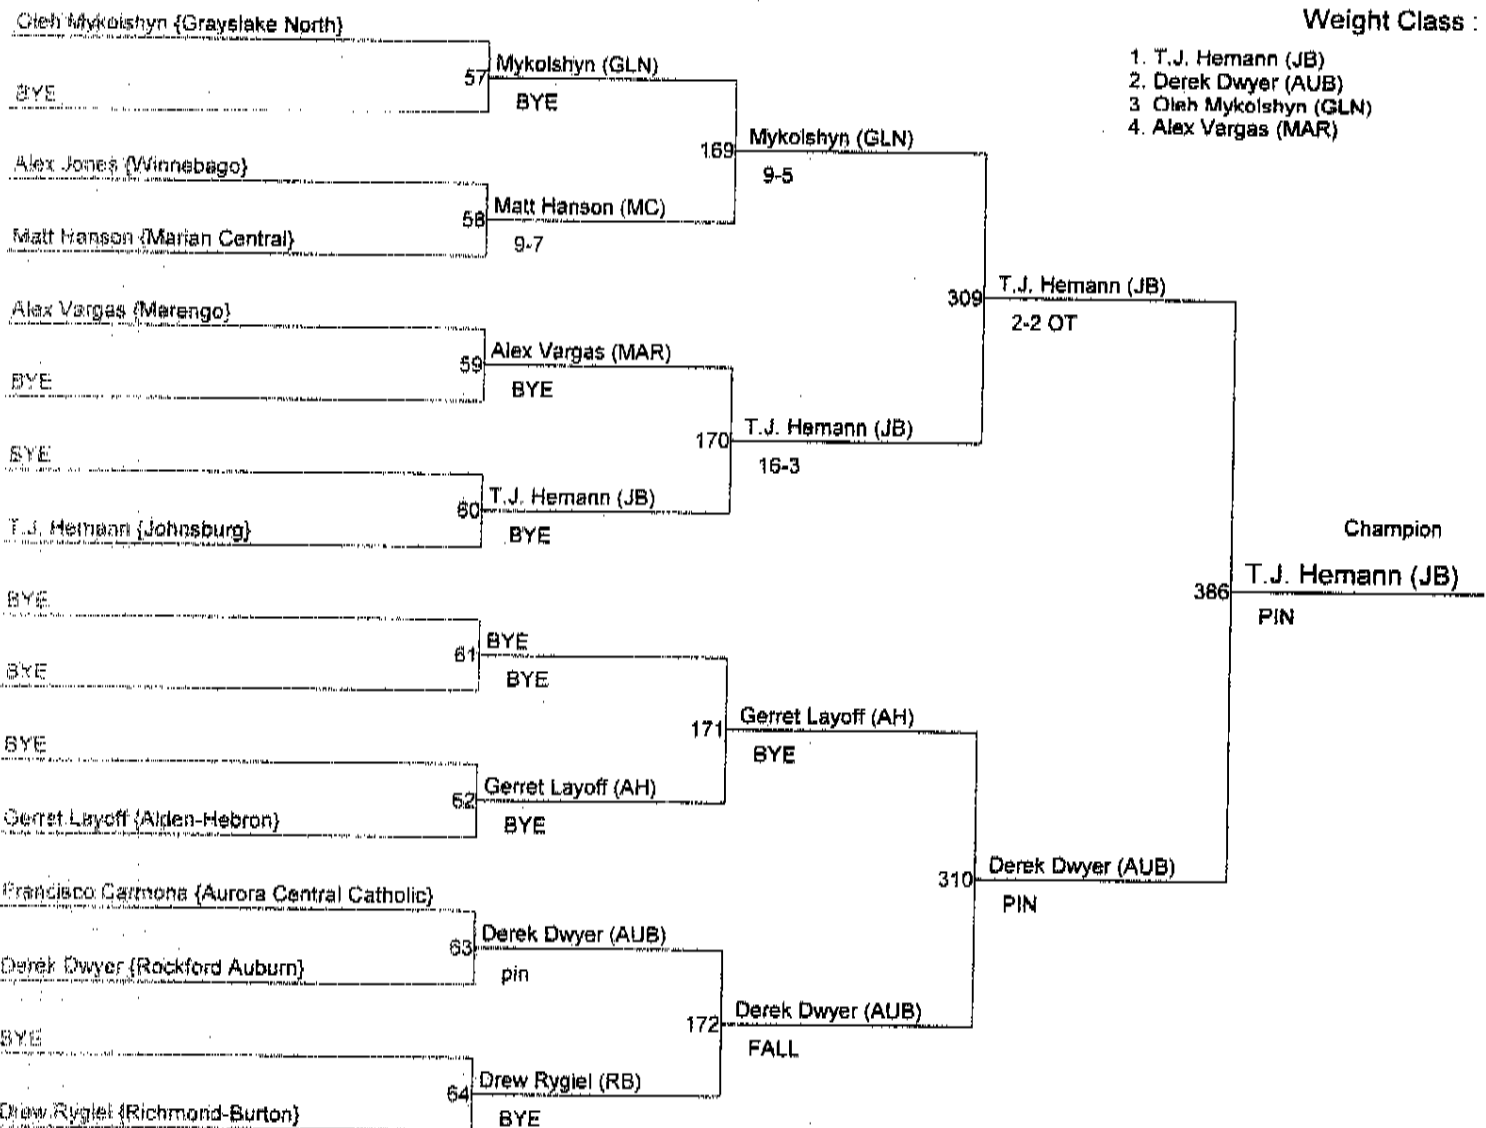 Weight Class :
1. T.J. Hemann (JB)
2. Derek Dwyer (AUB)
3 Oleh Mykolshyn (GLN)
4. Alex Vargas (MAR)
Oleh Mykolshyn {Grayslake North}
57 Mykolshyn (GLN)
BYE
BYE
169 Mykolshyn (GLN)
9-5
Alex Jones {Winnebago}
58 Matt Hanson (MC)
9-7
Matt Hanson {Marian Central}
309 T.J. Hemann (JB)
2-2 OT
Alex Vargas {Marengo}
59 Alex Vargas (MAR)
BYE
BYE
170 T.J. Hemann (JB)
16-3
BYE
60 T.J. Hemann (JB)
BYE
T.J. Hemann {Johnsburg}
Champion
386 T.J. Hemann (JB)
PIN
BYE
61 BYE
BYE
BYE
171 Gerret Layoff (AH)
BYE
BYE
62 Gerret Layoff (AH)
BYE
Gerret Layoff {Alden-Hebron}
310 Derek Dwyer (AUB)
PIN
Francisco Carmona {Aurora Central Catholic}
63 Derek Dwyer (AUB)
pin
Derek Dwyer {Rockford Auburn}
172 Derek Dwyer (AUB)
FALL
BYE
64 Drew Rygiel (RB)
BYE
Drew Rygiel {Richmond-Burton}